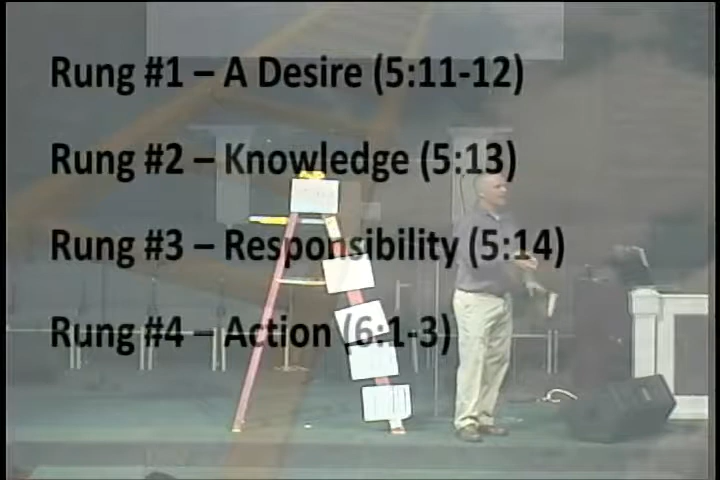 Rung #1 – A Desire (5:11-12)
Rung #2 – Knowledge (5:13)
Rung #3 – Responsibility (5:14)
Rung #4 – Action (6:1-3)